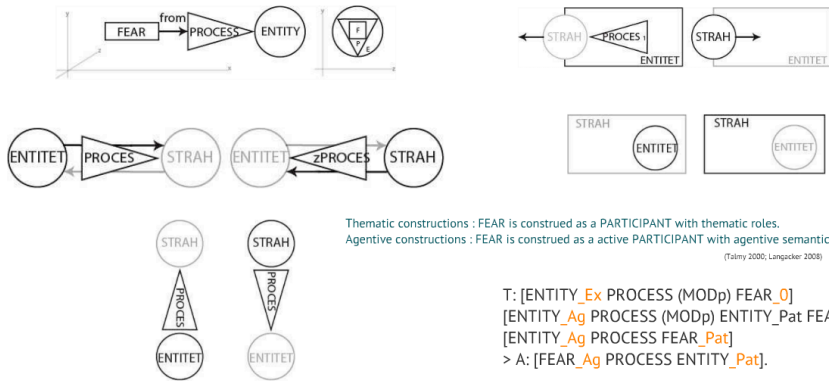 y
from
FEAR
PROCESS
ENTITY
z
x
y
F
P
E
z
STRAH
PROCES 1
ENTITET
STRAH
ENTITET
ENTITET
PROCES
STRAH
ENTITET
zPROCES
STRAH
STRAH
ENTITET
STRAH
ENTITET
STRAH
PROCES
ENTITET
STRAH
PROCES
ENTITET
Thematic constructions : FEAR is construed as a PARTICIPANT with thematic roles.
Agentive constructions : FEAR is construed as a active PARTICIPANT with agentive semantic
(Talmy 2000; Langacker 2008)
T: [ENTITY_Ex PROCESS (MODp) FEAR_0]
[ENTITY_Ag PROCESS (MODp) ENTITY_Pat FEA
[ENTITY_Ag PROCESS FEAR_Pat]
> A: [FEAR_Ag PROCESS ENTITY_Pat].